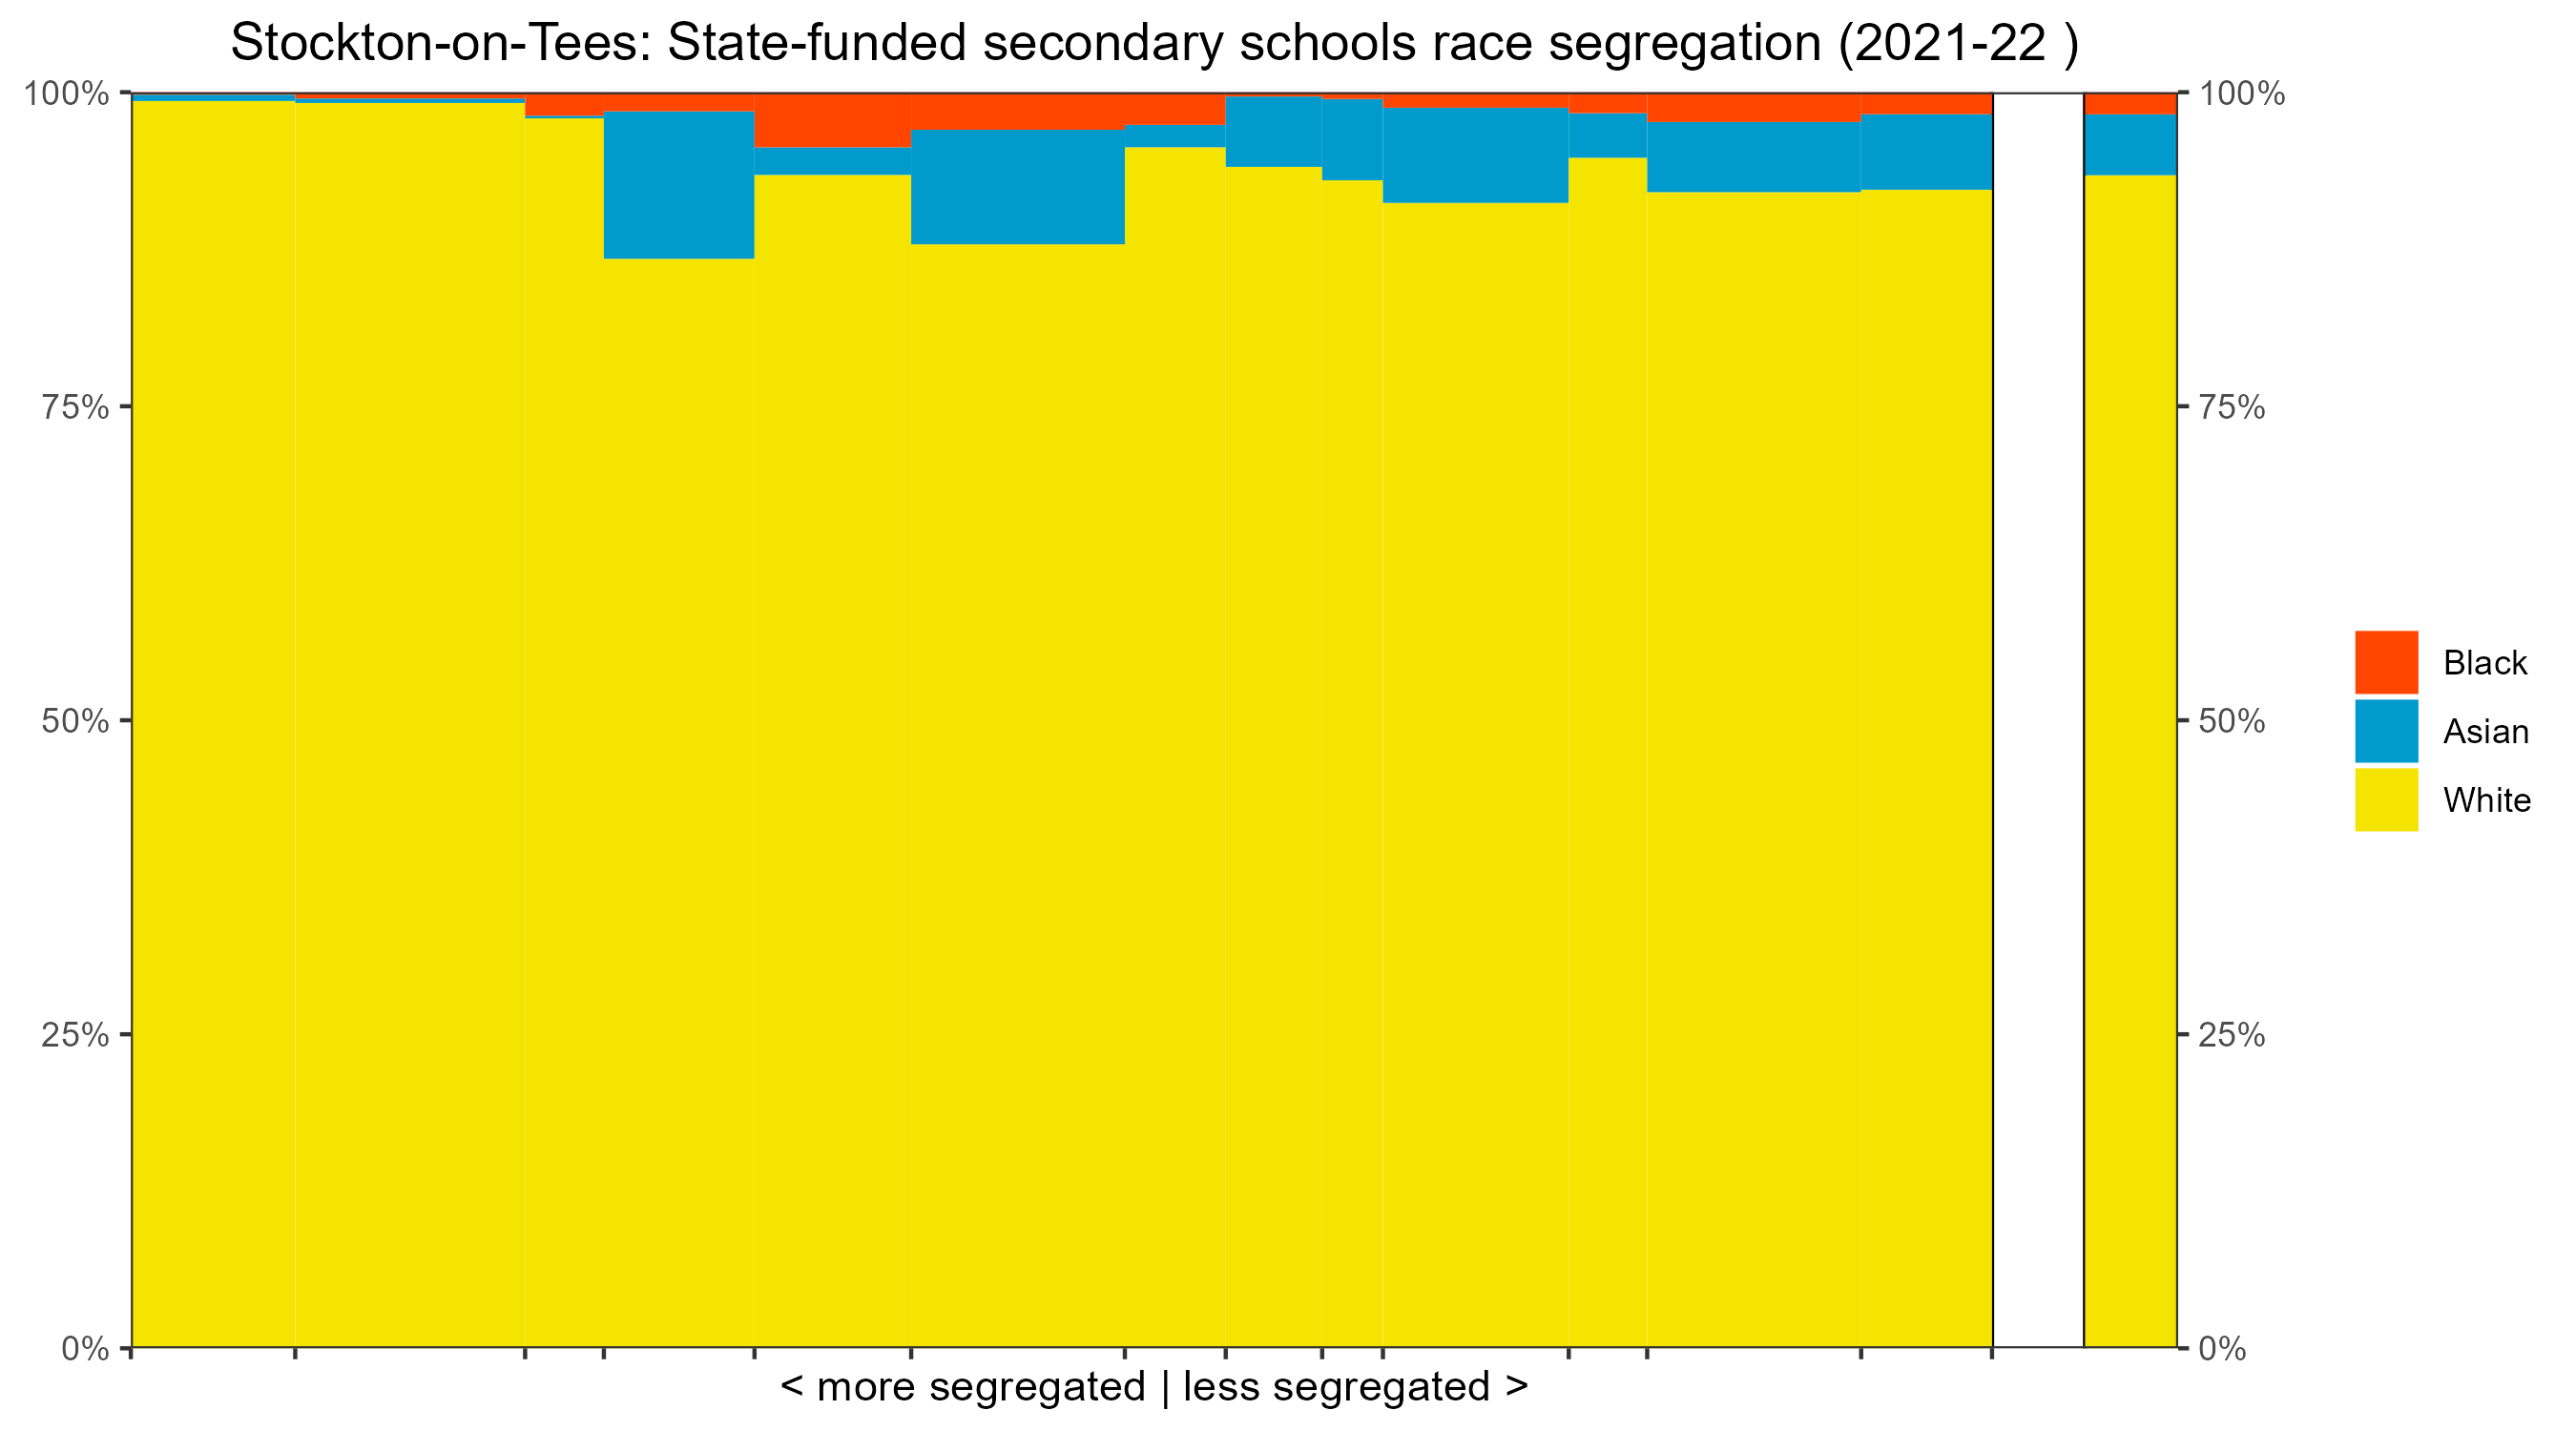 Stockton-on-Tees: State-funded secondary schools race segregation (2021-22 )
100%
75%
50%
25%
0%
100%
75%
50%
25%
0%
Black
Asian
White
< more segregated | less segregated >